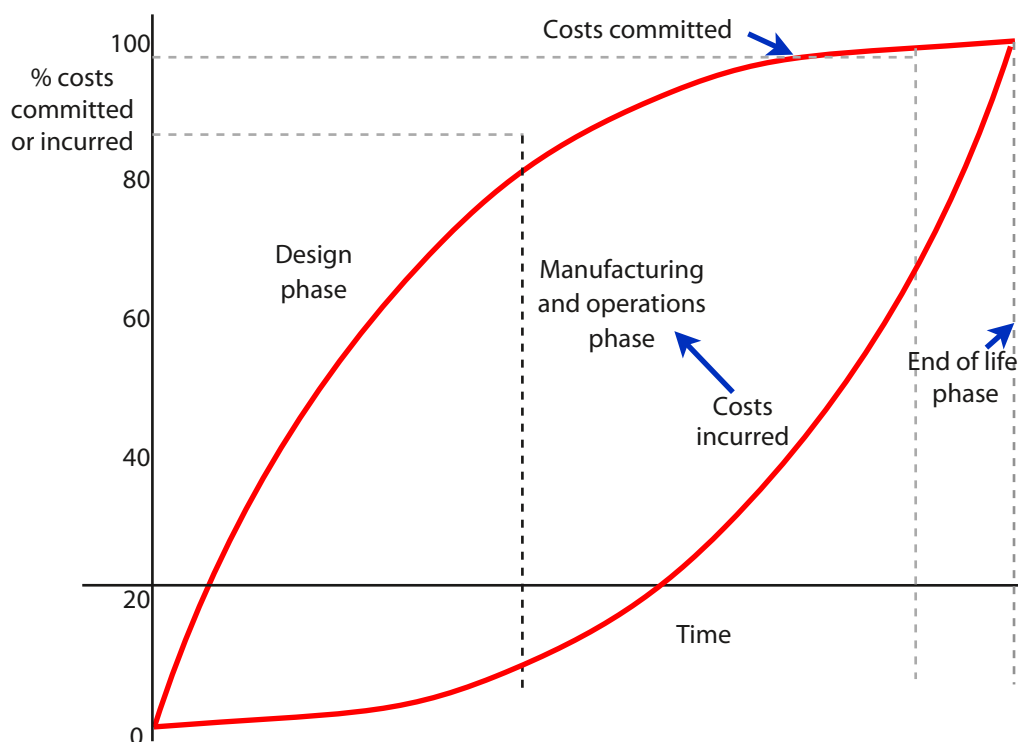 Costs committed
100
% costs
committed
or incurred
80
Design
phase
Manufacturing
and operations
phase
60
End of life
phase
Costs
incurred
40
20
Time
0